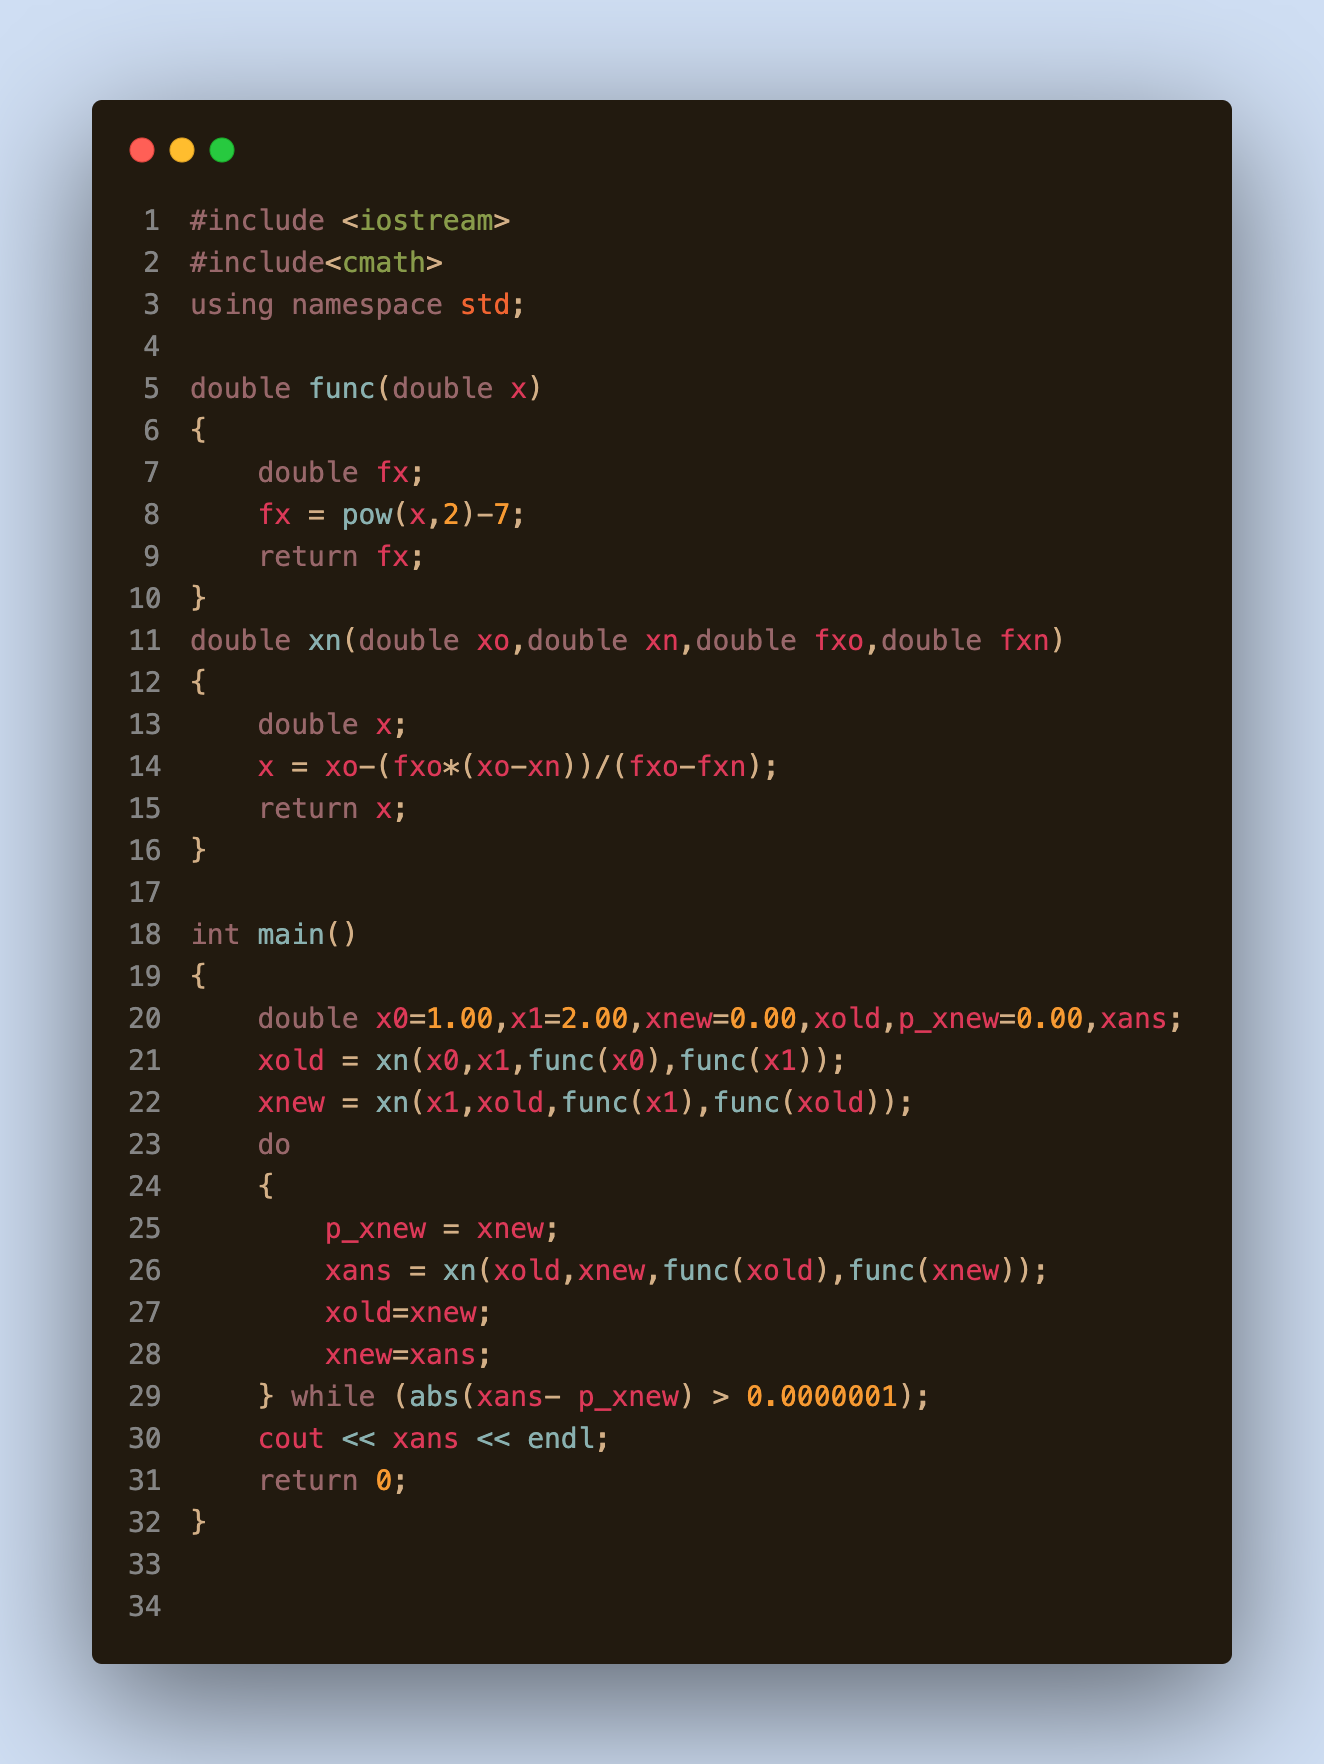 1 #include <iostream>
2 #include<cmath>
3 using namespace std;
4
5 double func(double x)
6 {
7     double fx;
8     fx = pow(x,2)-7;
9     return fx;
10 }
11 double xn(double xo,double xn,double fxo,double fxn)
12 {
13     double x;
14     x = xo-(fxo*(xo-xn))/(fxo-fxn);
15     return x;
16 }
17
18 int main()
19 {
20     double x0=1.00,x1=2.00,xnew=0.00,xold,p_xnew=0.00,xans;
21     xold = xn(x0,x1,func(x0),func(x1));
22     xnew = xn(x1,xold,func(x1),func(xold));
23     do
24     {
25         p_xnew = xnew;
26         xans = xn(xold,xnew,func(xold),func(xnew));
27         xold=xnew;
28         xnew=xans;
29     } while (abs(xans- p_xnew) > 0.0000001);
30     cout << xans << endl;
31     return 0;
32 }
33
34